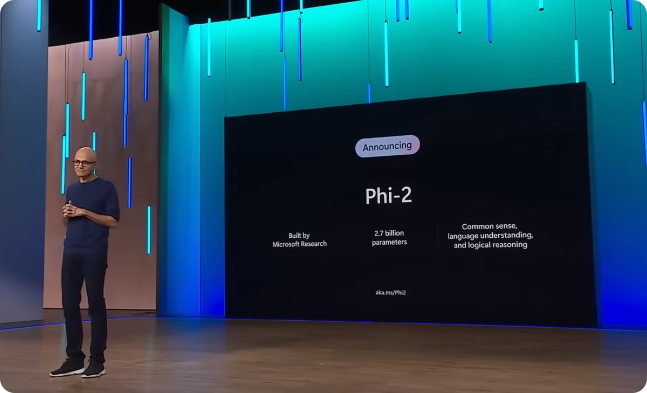 Announcing
Phi-2
Built by
Microsoft Research
2.7 billion
parameters
Common sense,
language understanding,
and logical reasoning
aka.ms/Phi2